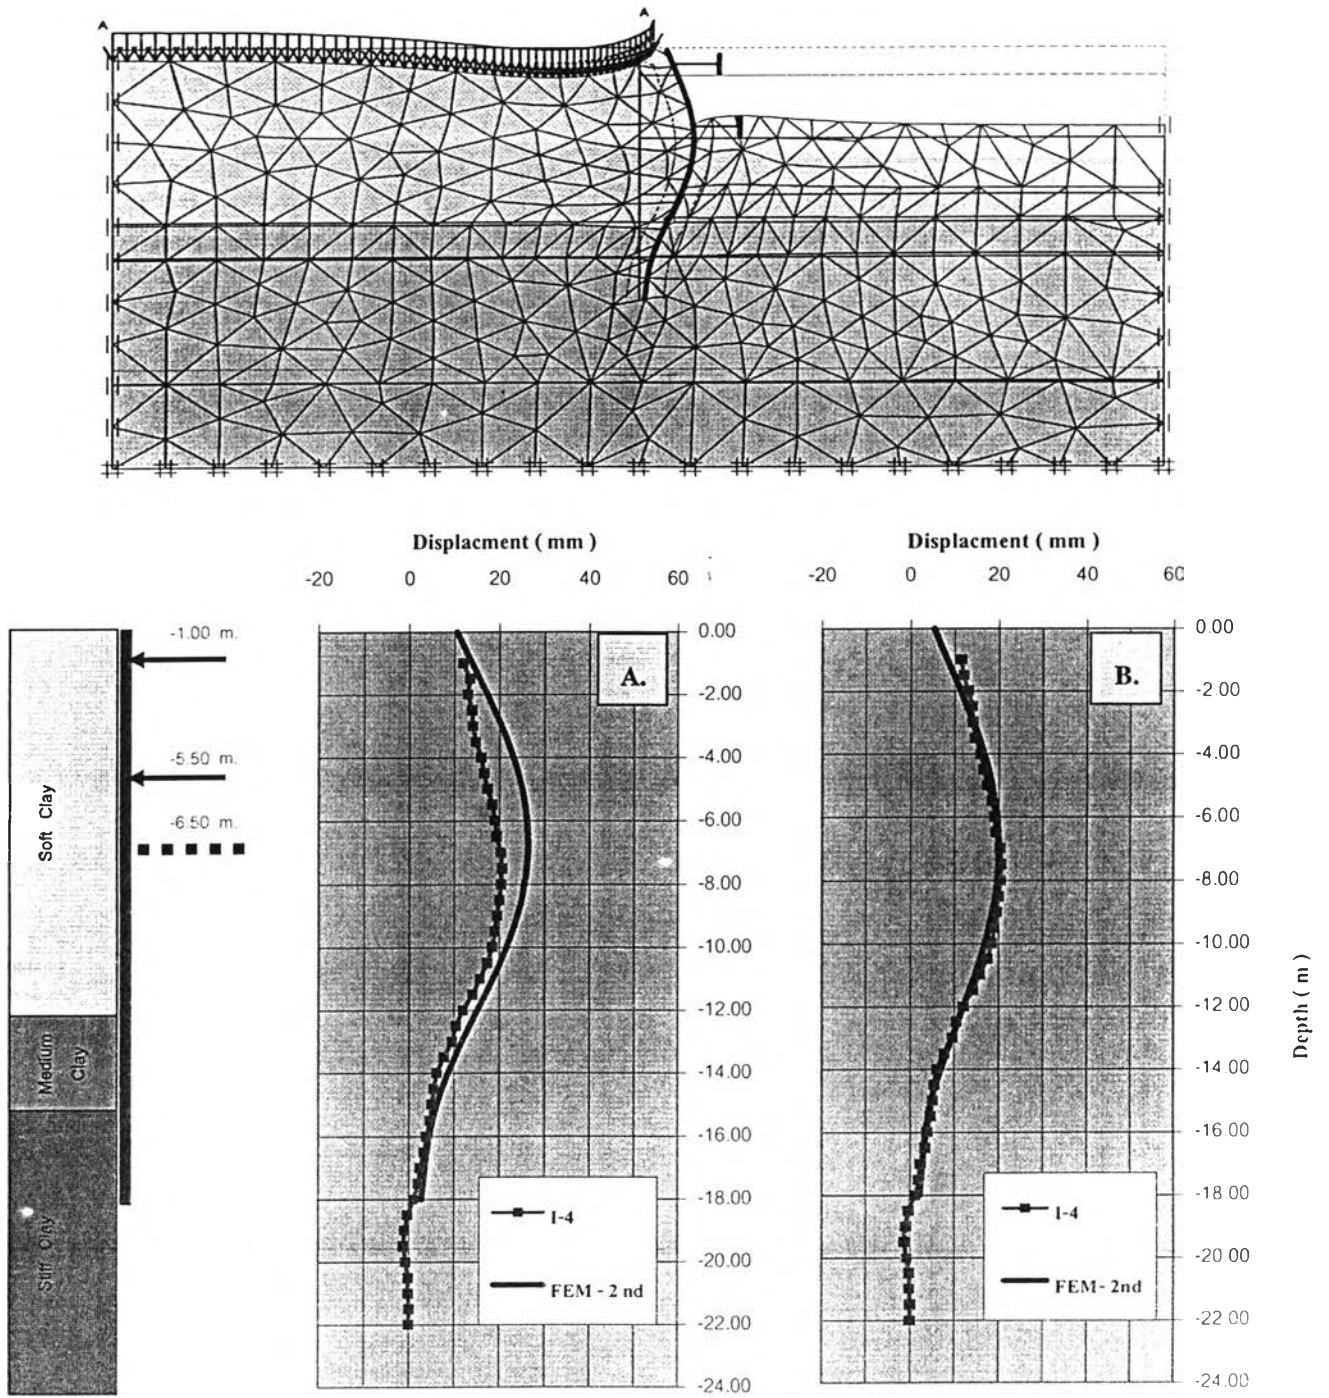 A
A
Displacment ( mm )
-20 0 20 40 60
Displacment ( mm )
-20 0 20 40 60
-1.00 m.
-5.50 m.
-6.50 m.
Soft Clay
Medium Clay
Stiff Clay
A.
0.00
-2.00
-4.00
-6.00
-8.00
-10.00
-12.00
-14.00
-16.00
-18.00
-20.00
-22.00
-24.00
I-4
FEM - 2 nd
B.
0.00
-2.00
-4.00
-6.00
-8.00
-10.00
-12.00
-14.00
-16.00
-18.00
-20.00
-22.00
-24.00
I-4
FEM - 2nd
Depth ( m )